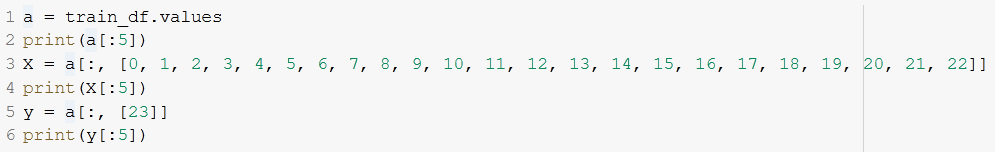 1 a = train_df.values
2 print(a[:5])
3 X = a[:, [0, 1, 2, 3, 4, 5, 6, 7, 8, 9, 10, 11, 12, 13, 14, 15, 16, 17, 18, 19, 20, 21, 22]]
4 print(X[:5])
5 y = a[:, [23]]
6 print(y[:5])